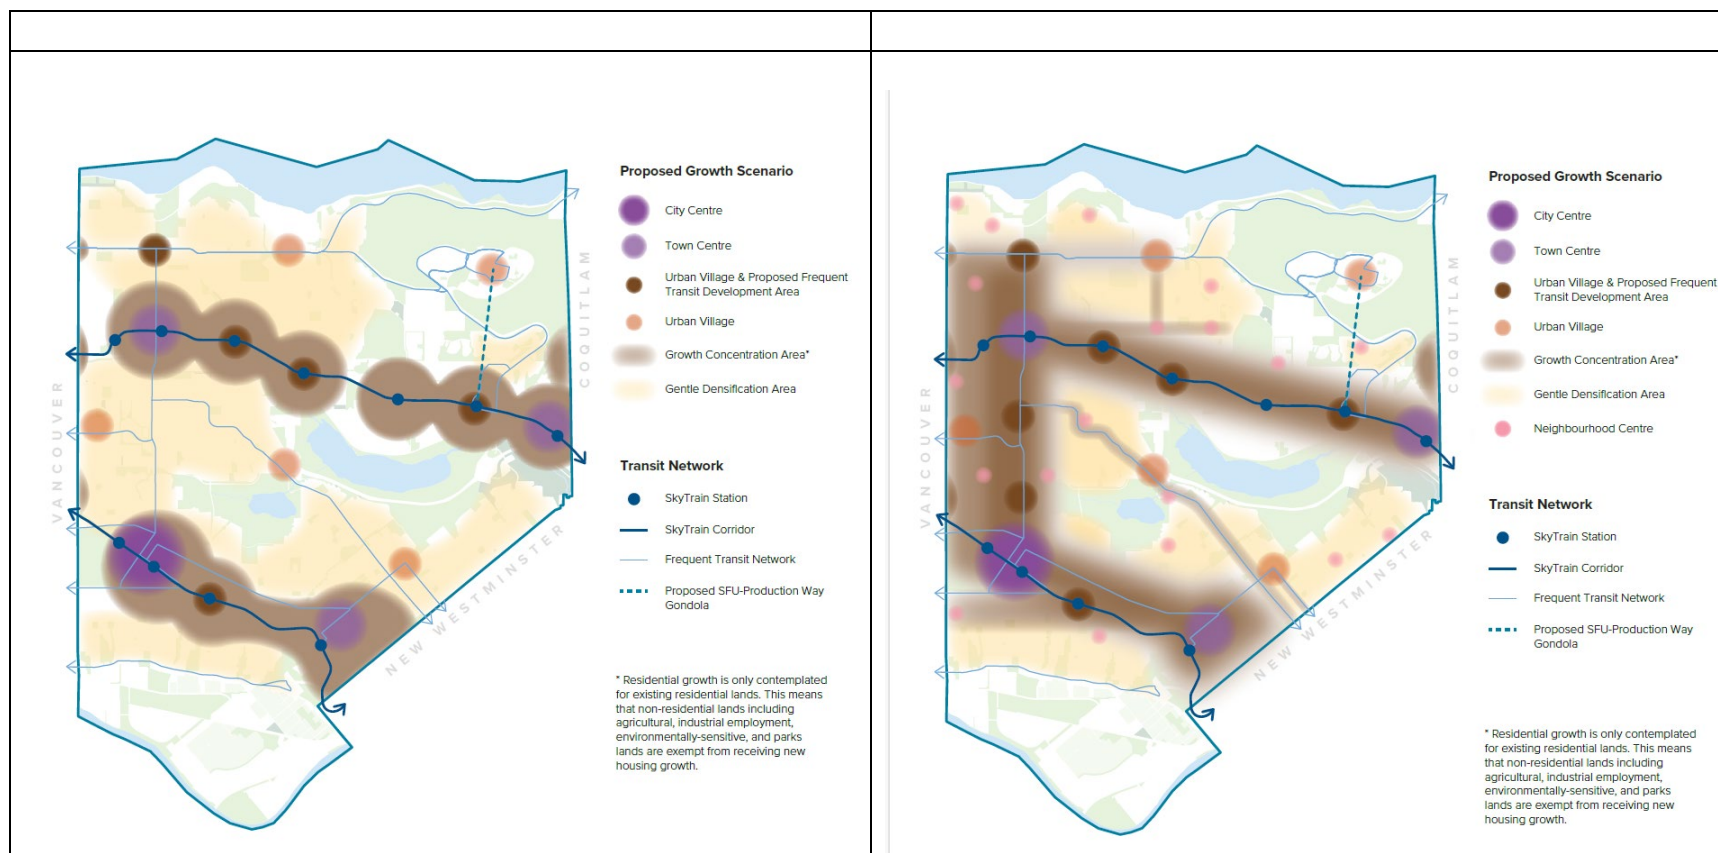 VANCOUVER
COQUITLAM
NEW WESTMINSTER
Proposed Growth Scenario
City Centre
Town Centre
Urban Village & Proposed Frequent
Transit Development Area
Urban Village
Growth Concentration Area*
Gentle Densification Area
Transit Network
SkyTrain Station
SkyTrain Corridor
Frequent Transit Network
Proposed SFU-Production Way
Gondola
* Residential growth is only contemplated
for existing residential lands. This means
that non-residential lands including
agricultural, industrial employment,
environmentally-sensitive, and parks
lands are exempt from receiving new
housing growth.
VANCOUVER
COQUITLAM
NEW WESTMINSTER
Proposed Growth Scenario
City Centre
Town Centre
Urban Village & Proposed Frequent
Transit Development Area
Urban Village
Growth Concentration Area*
Gentle Densification Area
Neighbourhood Centre
Transit Network
SkyTrain Station
SkyTrain Corridor
Frequent Transit Network
Proposed SFU-Production Way
Gondola
* Residential growth is only contemplated
for existing residential lands. This means
that non-residential lands including
agricultural, industrial employment,
environmentally-sensitive, and parks
lands are exempt from receiving new
housing growth.